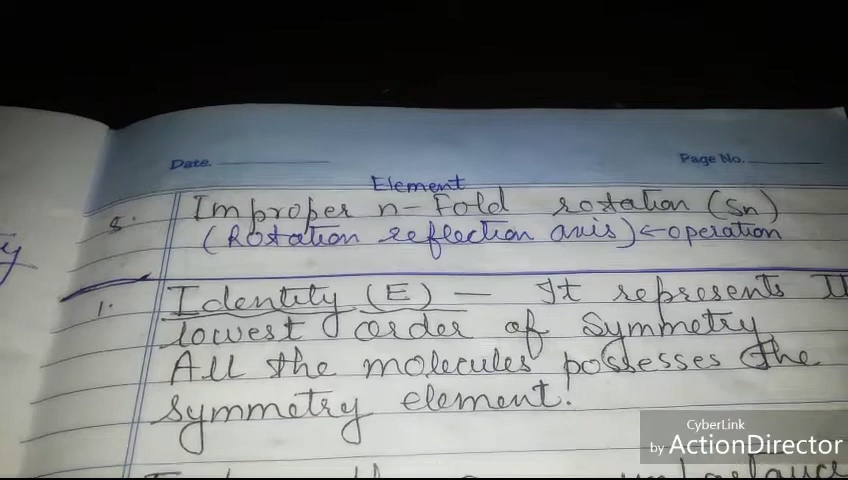 Date.
Page No.
Element
8. Improper n-Fold rotation (Sn)
(Rotation reflection axis) ← operation
1. Identity (E) — It represents
lowest order of Symmetry
All the molecules possesses the
symmetry element.
CyberLink
by ActionDirector